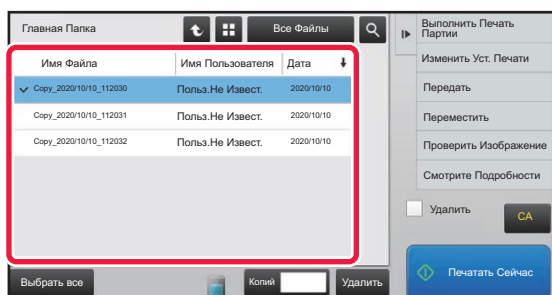 Главная Папка
Все Файлы
Имя Файла Имя Пользователя Дата
Copy_2020/10/10_112030 Польз.Не Извест. 2020/10/10
Copy_2020/10/10_112031 Польз.Не Извест. 2020/10/10
Copy_2020/10/10_112032 Польз.Не Извест. 2020/10/10
Выбрать все
Копий
Удалить
Выполнить Печать
Партии
Изменить Уст. Печати
Передать
Переместить
Проверить Изображение
Смотрите Подробности
Удалить
CA
Печатать Сейчас